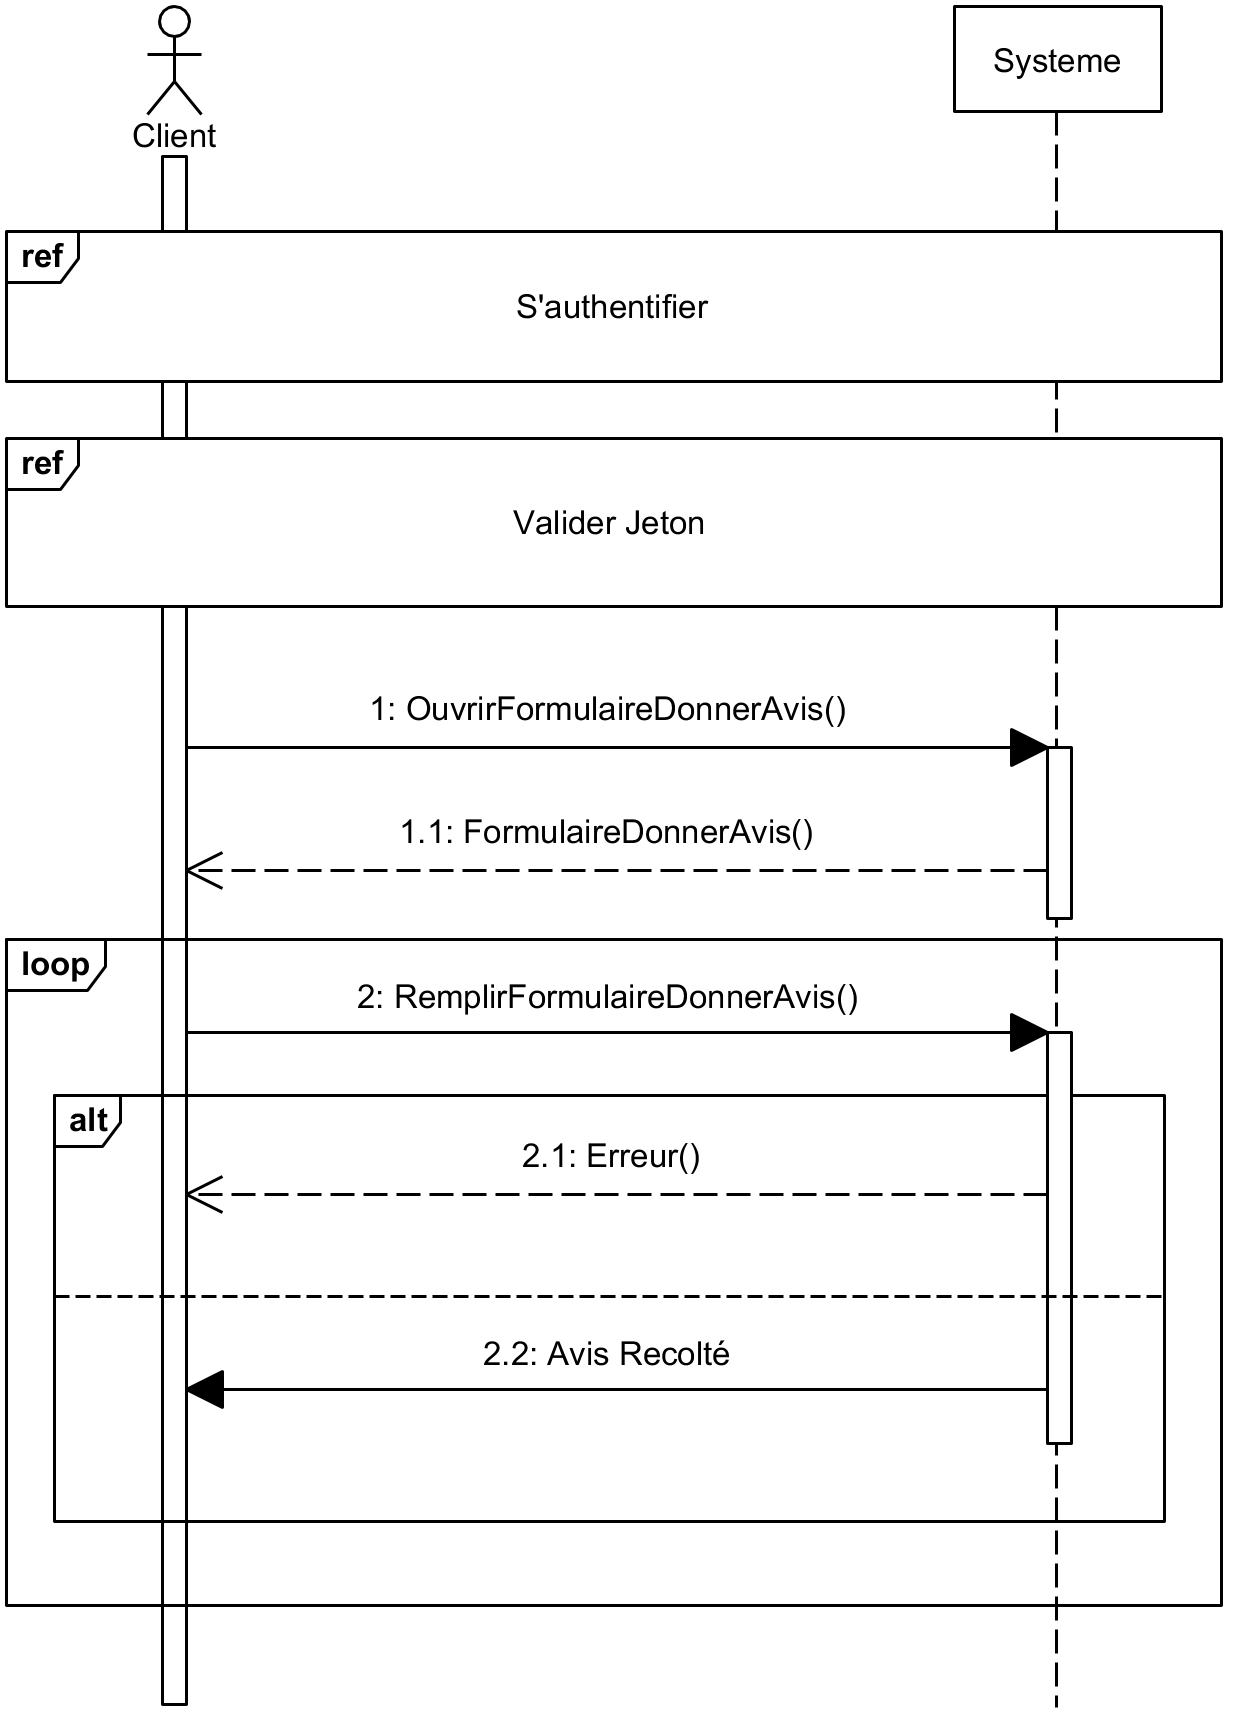 Client
Systeme
ref
S'authentifier
ref
Valider Jeton
1: OuvrirFormulaireDonnerAvis()
1.1: FormulaireDonnerAvis()
loop
2: RemplirFormulaireDonnerAvis()
alt
2.1: Erreur()
2.2: Avis Recolté